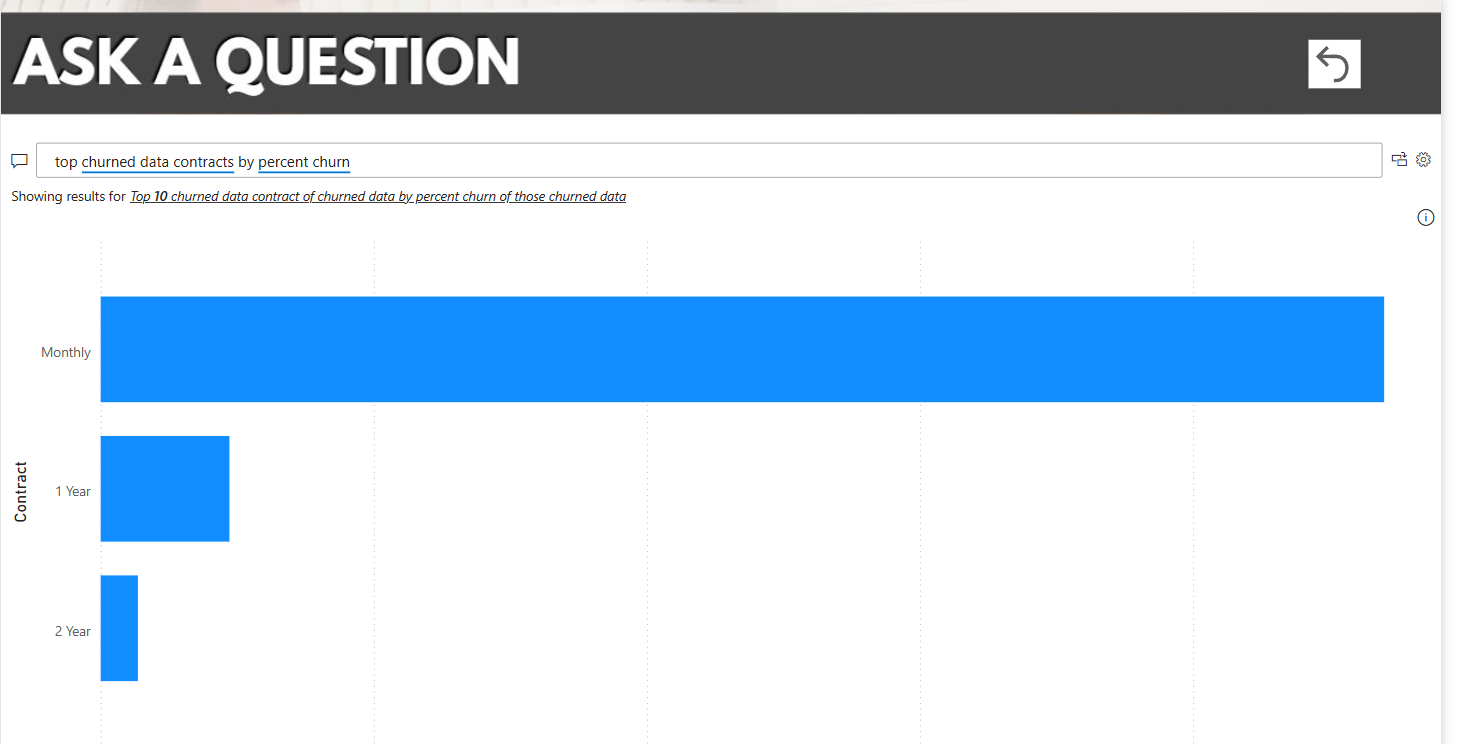 ASK A QUESTION
top churned data contracts by percent churn
Showing results for Top 10 churned data contract of churned data by percent churn of those churned data
Monthly
1 Year
2 Year
Contract